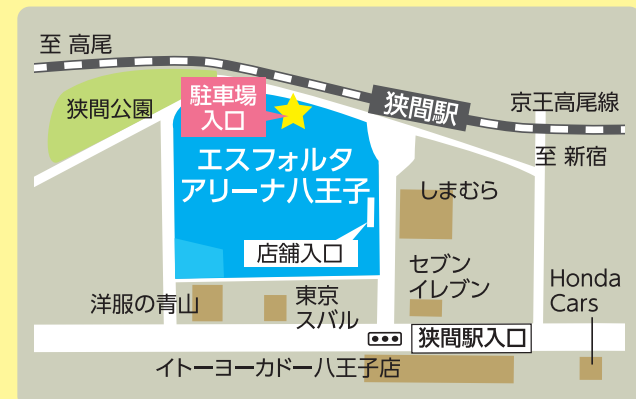 至 高尾
狭間公園
駐車場
入口
狭間駅
京王高尾線
至 新宿
エスフォルタ
アリーナ八王子
しまむら
店舗入口
セブン
イレブン
Honda
Cars
洋服の青山
東京
スバル
狭間駅入口
イトーヨーカドー八王子店